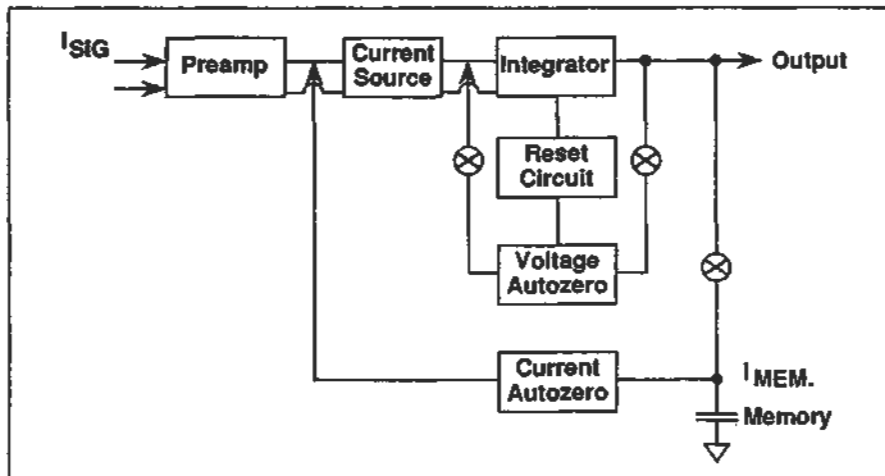 ISIG
Preamp
Current
Source
Integrator
Output
Reset
Circuit
Voltage
Autozero
Current
Autozero
IMEM.
Memory